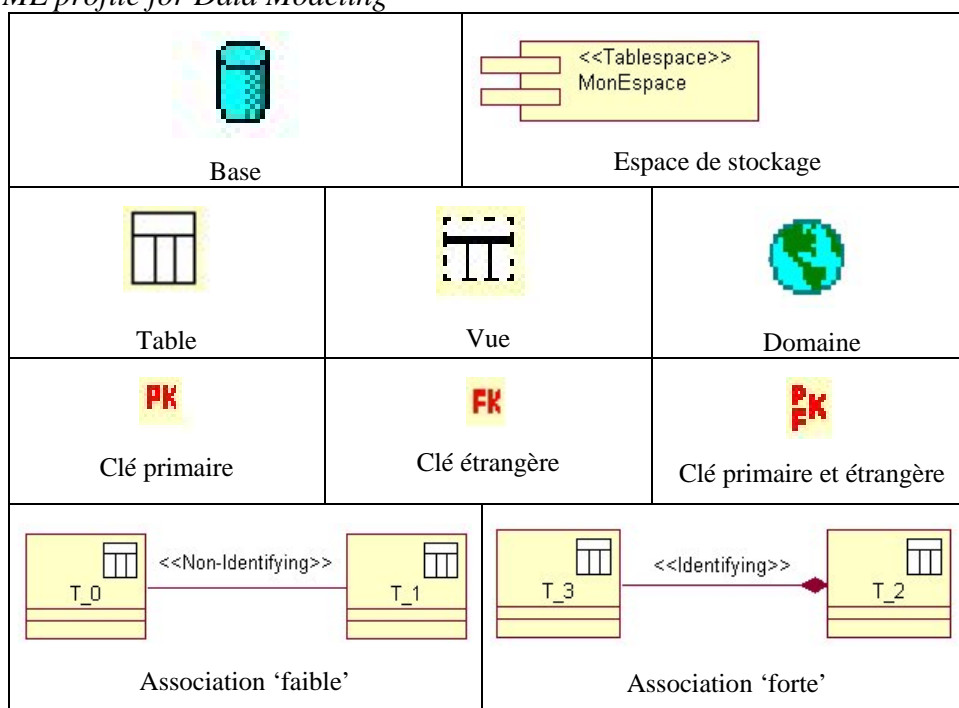 ML profile for Data Modeling
<<Tablespace>>
MonEspace
Base
Espace de stockage
Table
Vue
Domaine
PK
FK
PFK
Clé primaire
Clé étrangère
Clé primaire et étrangère
<<Non-Identifying>>
T_0
T_1
<<Identifying>>
T_3
T_2
Association ‘faible’
Association ‘forte’